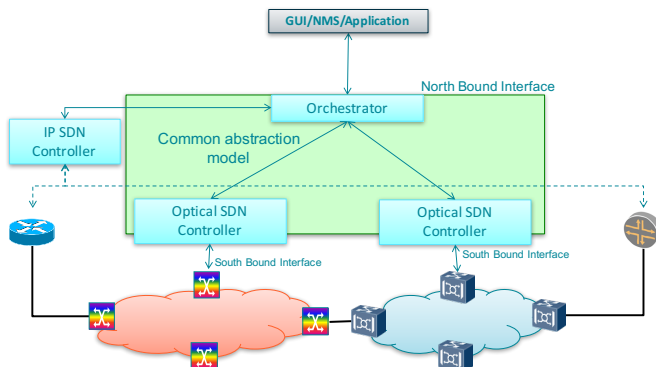 GUI/NMS/Application
North Bound Interface
Orchestrator
IP SDN
Controller
Common abstraction
model
Optical SDN
Controller
Optical SDN
Controller
South Bound Interface
South Bound Interface